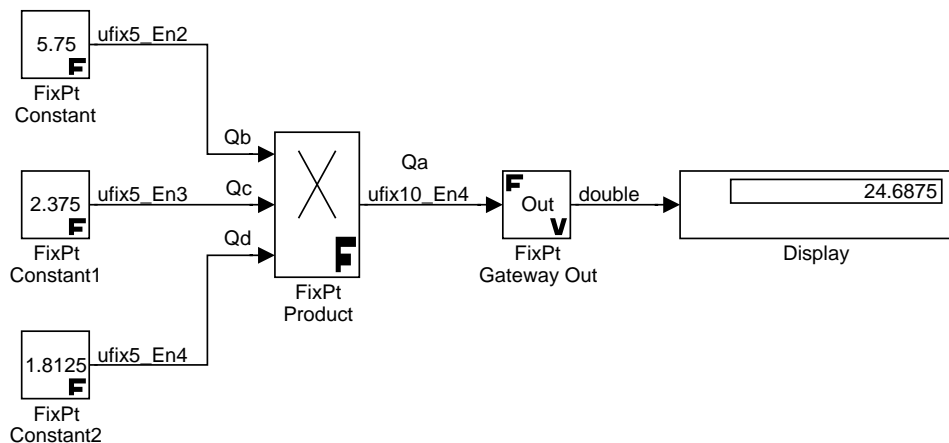 5.75
F
FixPt
Constant
ufix5_En2
Qb
2.375
F
FixPt
Constant1
ufix5_En3
Qc
1.8125
F
FixPt
Constant2
ufix5_En4
Qd
F
FixPt
Product
Qa
ufix10_En4
F
Out
V
FixPt
Gateway Out
double
24.6875
Display